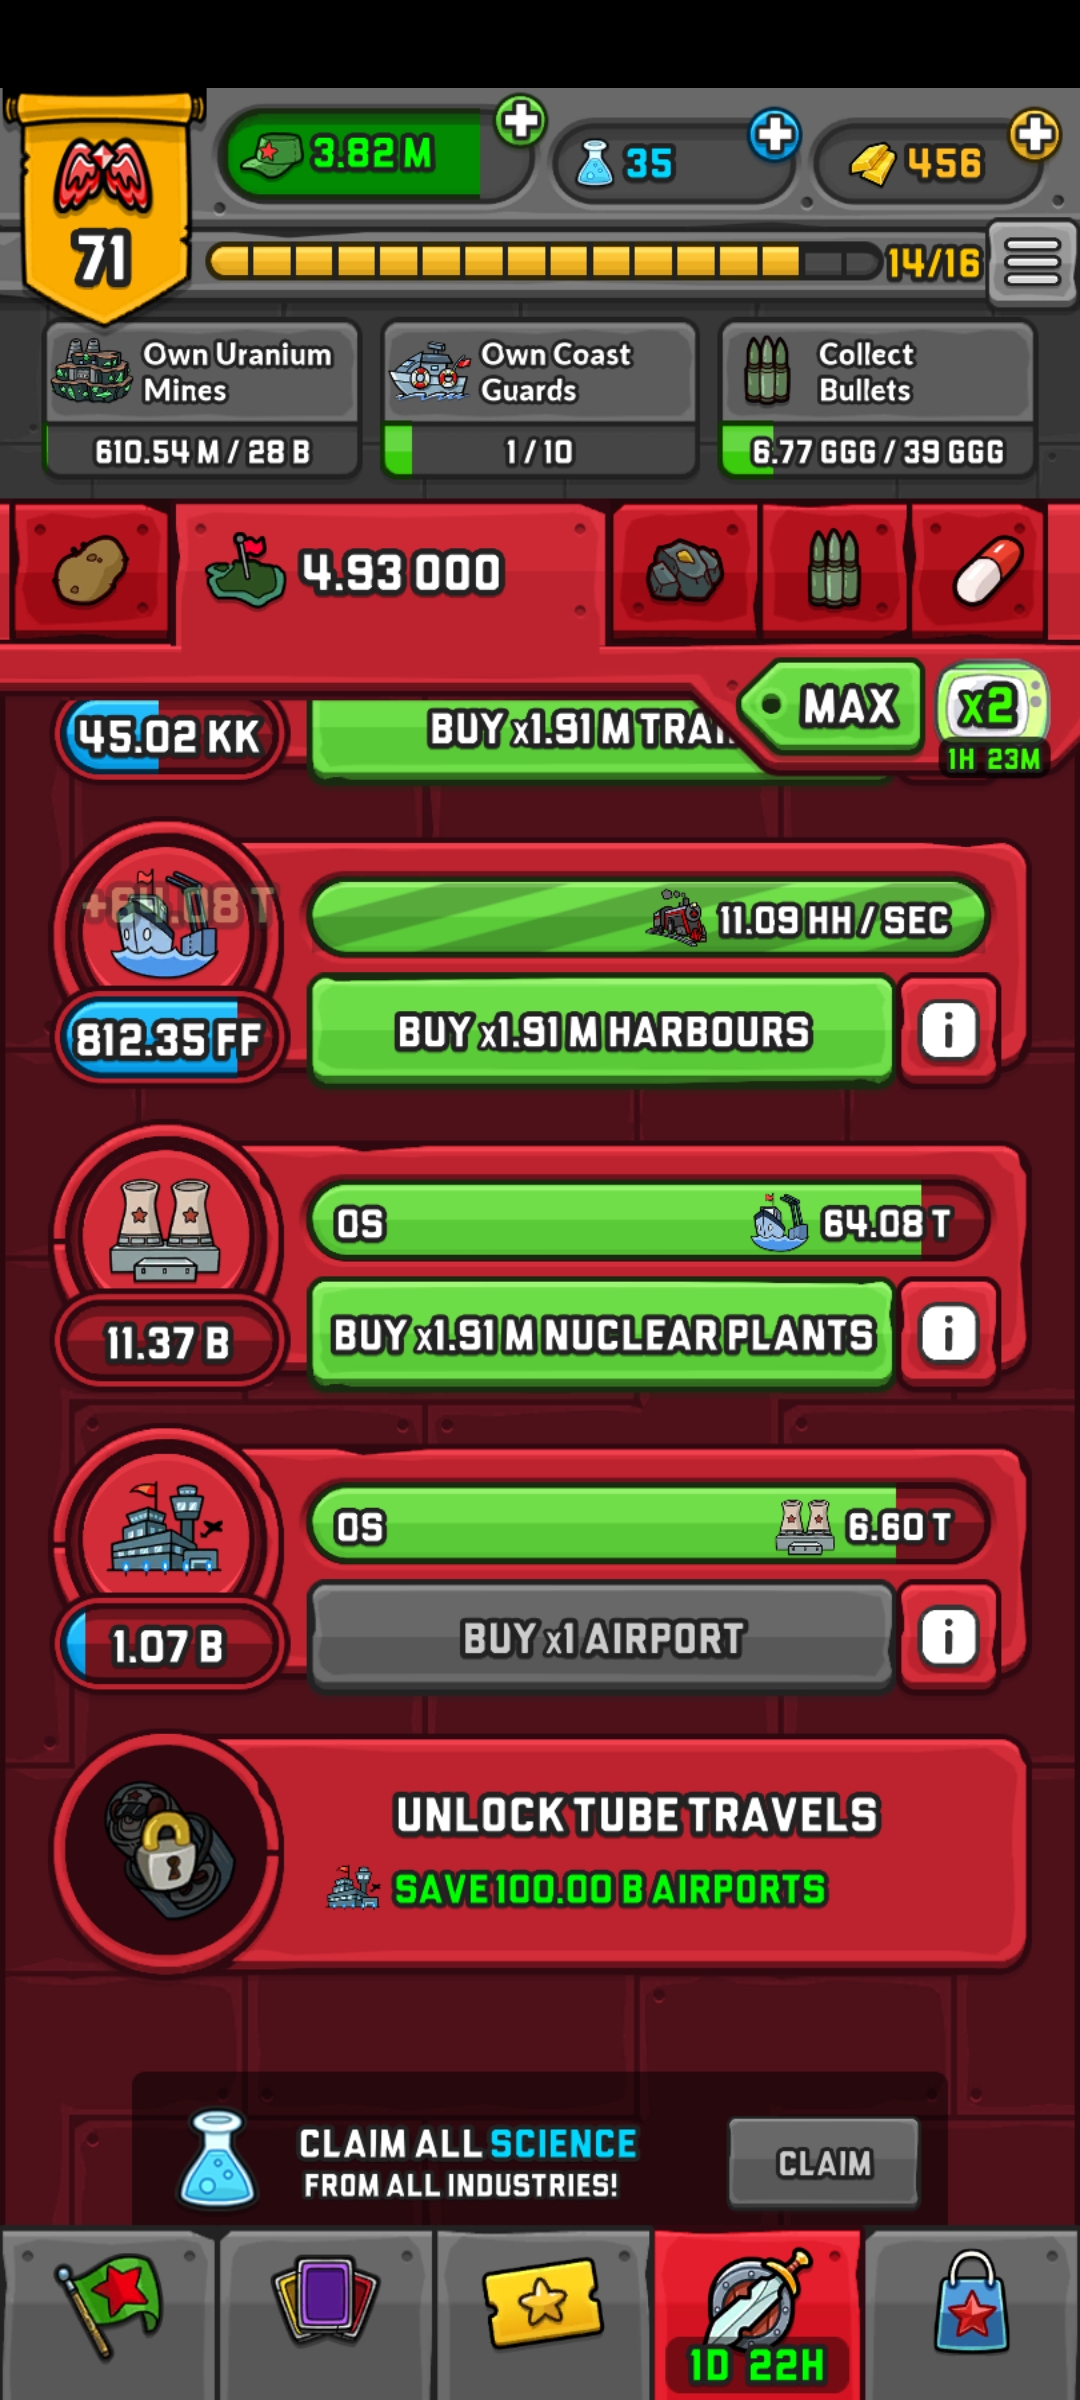 3.82 M
35
456
71
14/16
Own Uranium
Mines
610.54 M / 28 B
Own Coast
Guards
1 / 10
Collect
Bullets
6.77 GGG / 39 GGG
4.93 000
MAX
x2
1H 23M
45.02 KK
BUY x1.91 M
+64.08 T
11.09 HH / SEC
812.35 FF
BUY x1.91 M HARBOURS
i
0S
64.08 T
11.37 B
BUY x1.91 M NUCLEAR PLANTS
i
0S
6.60 T
1.07 B
BUY x1 AIRPORT
i
UNLOCK TUBE TRAVELS
SAVE 100.00 B AIRPORTS
CLAIM ALL SCIENCE
FROM ALL INDUSTRIES!
CLAIM
1D 22H